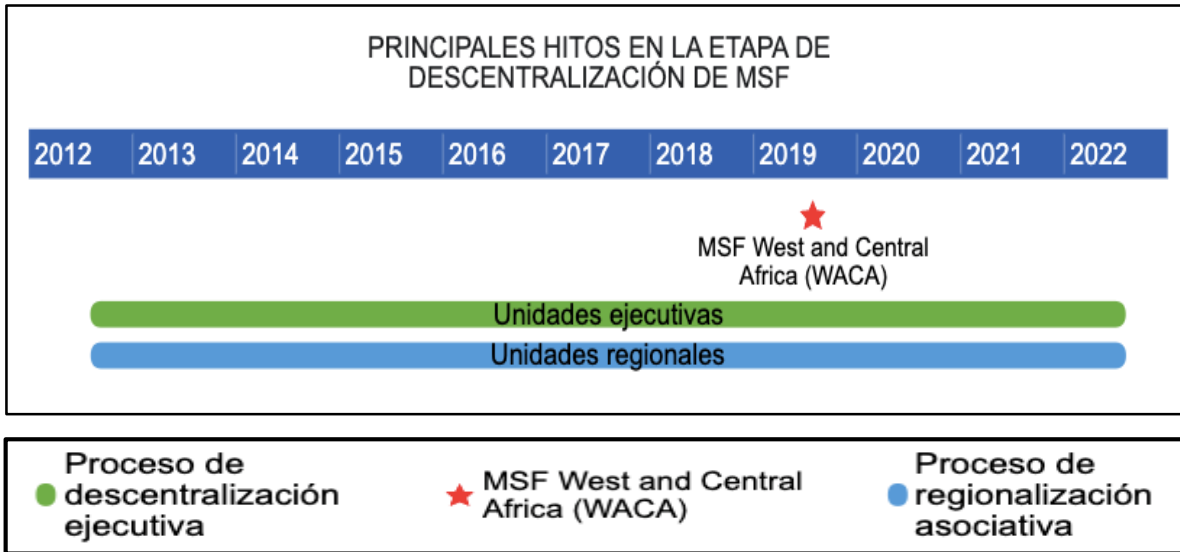 PRINCIPALES HITOS EN LA ETAPA DE
DESCENTRALIZACIÓN DE MSF
2012 2013 2014 2015 2016 2017 2018 2019 2020 2021 2022
MSF West and Central
Africa (WACA)
Unidades ejecutivas
Unidades regionales
Proceso de
descentralización
ejecutiva
MSF West and Central
Africa (WACA)
Proceso de
regionalización
asociativa